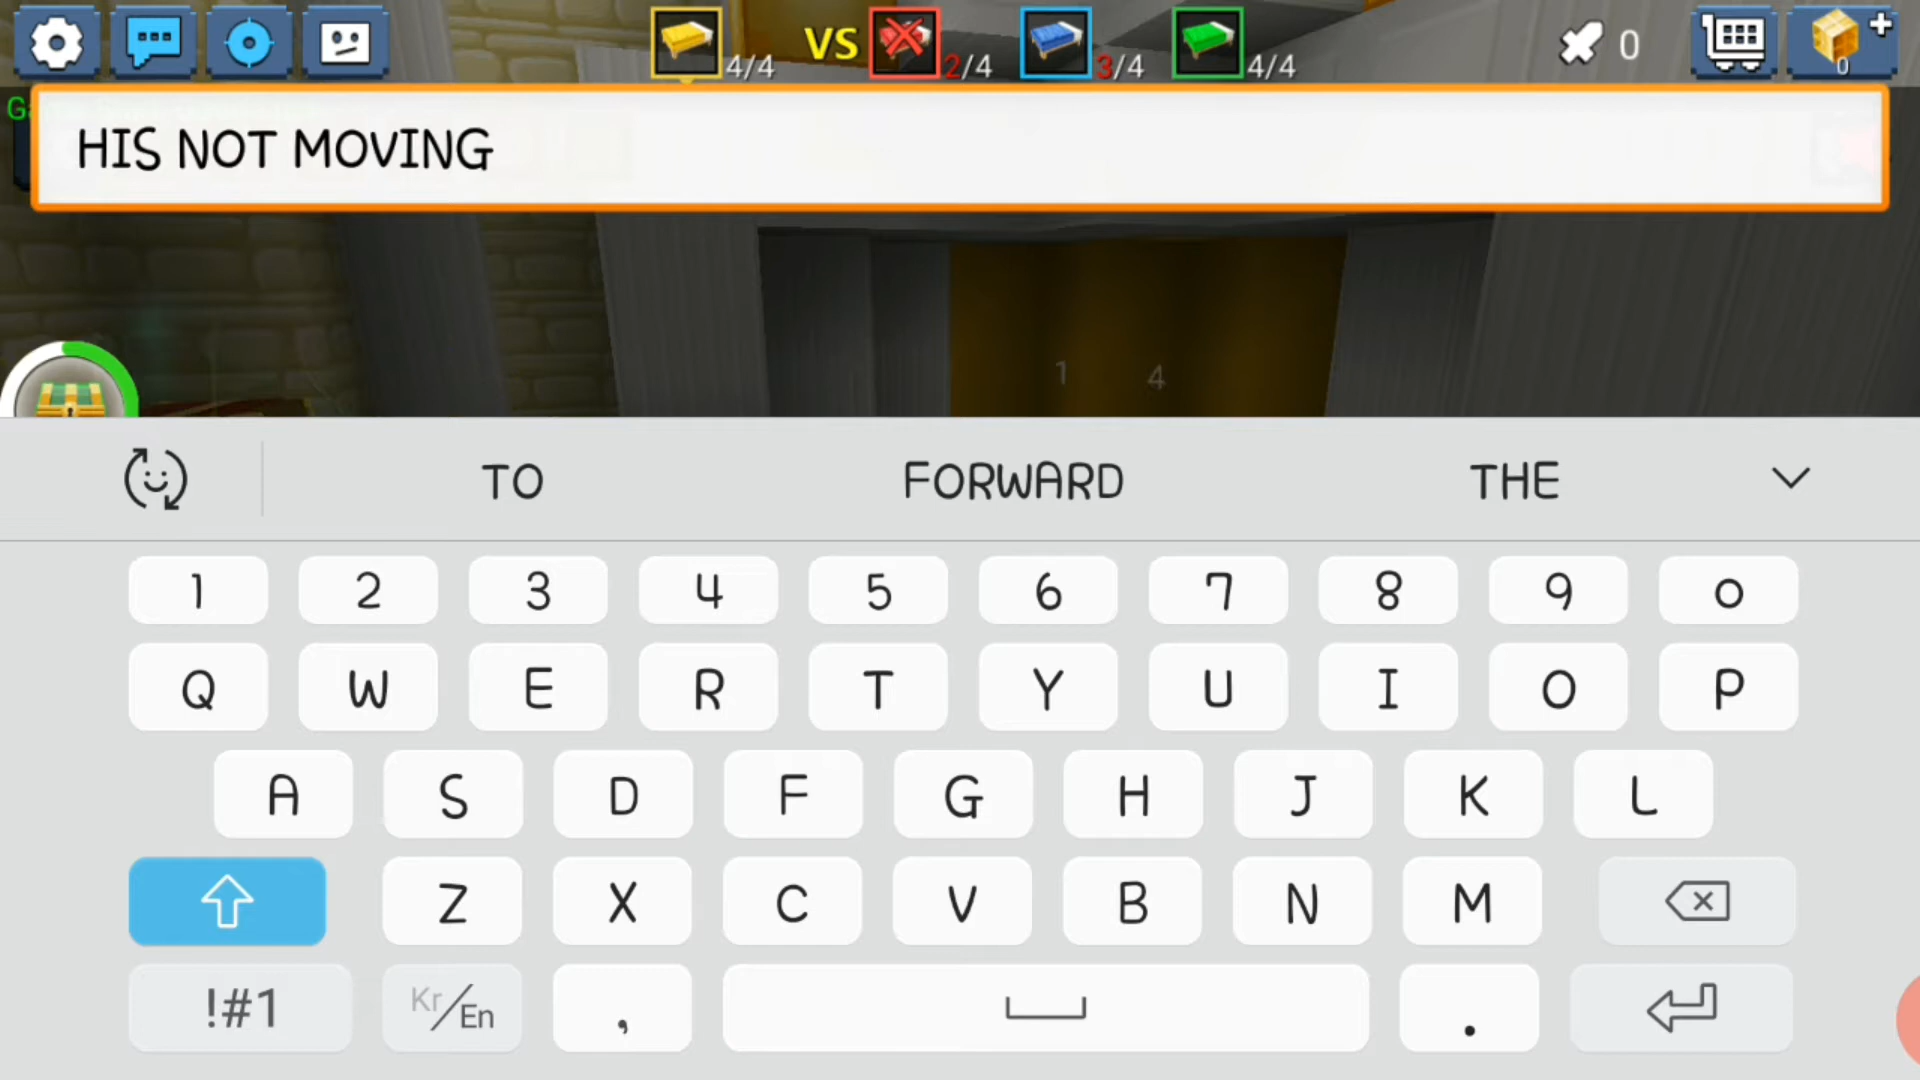 4/4 VS 2/4 3/4 4/4 0 0
HIS NOT MOVING
1 4
TO FORWARD THE
1 2 3 4 5 6 7 8 9 0
Q W E R T Y U I O P
A S D F G H J K L
Z X C V B N M
!#1 Kr/En , .